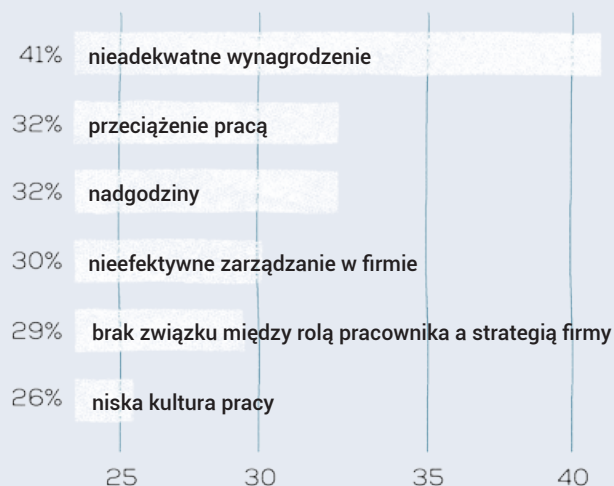 41% nieadekwatne wynagrodzenie
32% przeciążenie pracą
32% nadgodziny
30% nieefektywne zarządzanie w firmie
29% brak związku między rolą pracownika a strategią firmy
26% niska kultura pracy
25 30 35 40